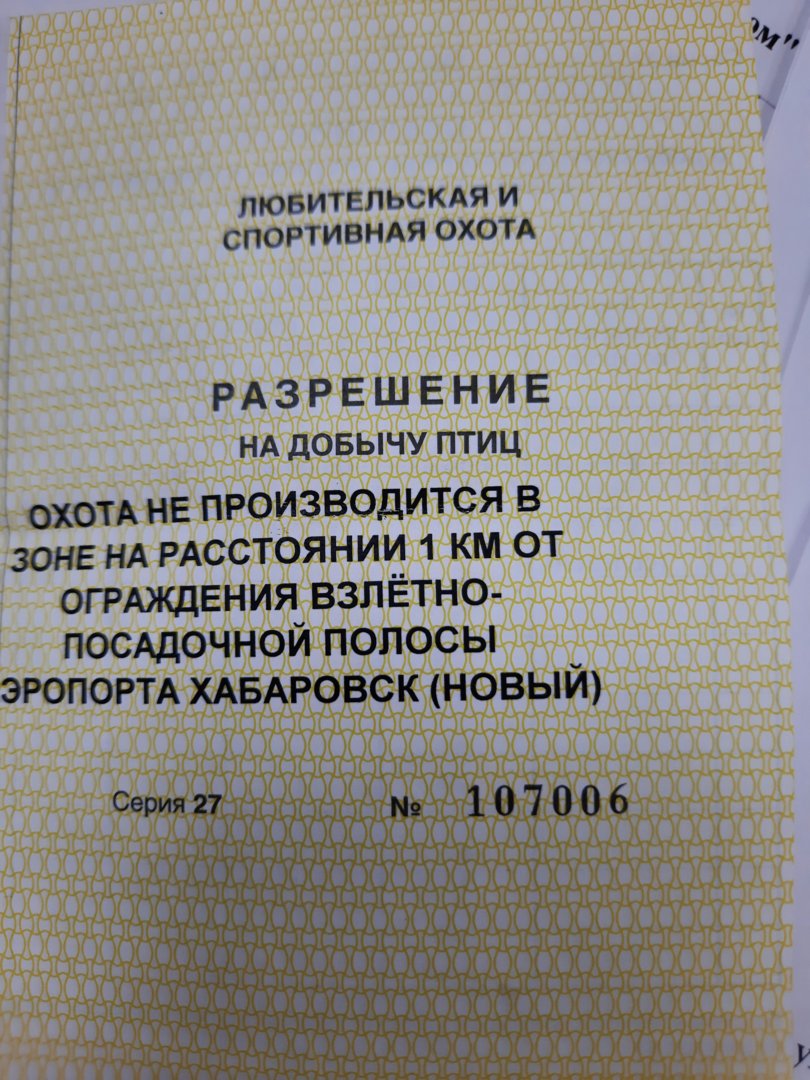 ом"
ЛЮБИТЕЛЬСКАЯ И
СПОРТИВНАЯ ОХОТА
РАЗРЕШЕНИЕ
НА ДОБЫЧУ ПТИЦ
ОХОТА НЕ ПРОИЗВОДИТСЯ В
ЗОНЕ НА РАССТОЯНИИ 1 КМ ОТ
ОГРАЖДЕНИЯ ВЗЛЁТНО-
ПОСАДОЧНОЙ ПОЛОСЫ
ЭРОПОРТА ХАБАРОВСК (НОВЫЙ)
Серия 27 № 107006